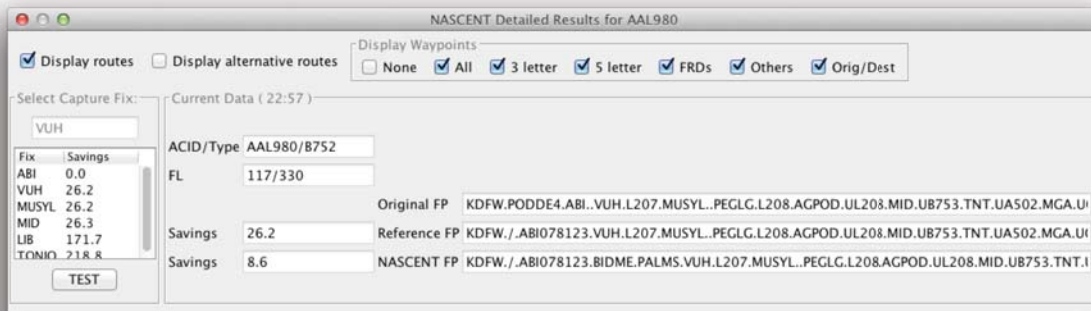 NASCENT Detailed Results for AAL980
Display Waypoints
Display routes Display alternative routes None All 3 letter 5 letter FRDs Others Orig/Dest
Select Capture Fix: Current Data ( 22:57 )
VUH
ACID/Type AAL980/B752
Fix Savings
ABI 0.0
FL 117/330
VUH 26.2
MUSYL 26.2
Original FP KDFW.PODDE4.ABI..VUH.L207.MUSYL..PEGLG.L208.AGPOD.UL208.MID.UB753.TNT.UA502.MGA.U
MID 26.3
LIB 171.7
Savings 26.2 Reference FP KDFW./.ABI078123.VUH.L207.MUSYL..PEGLG.L208.AGPOD.UL208.MID.UB753.TNT.UA502.MGA.U
TONIO 218.8
Savings 8.6 NASCENT FP KDFW./.ABI078123.BIDME.PALMS.VUH.L207.MUSYL..PEGLG.L208.AGPOD.UL208.MID.UB753.TNT.
TEST